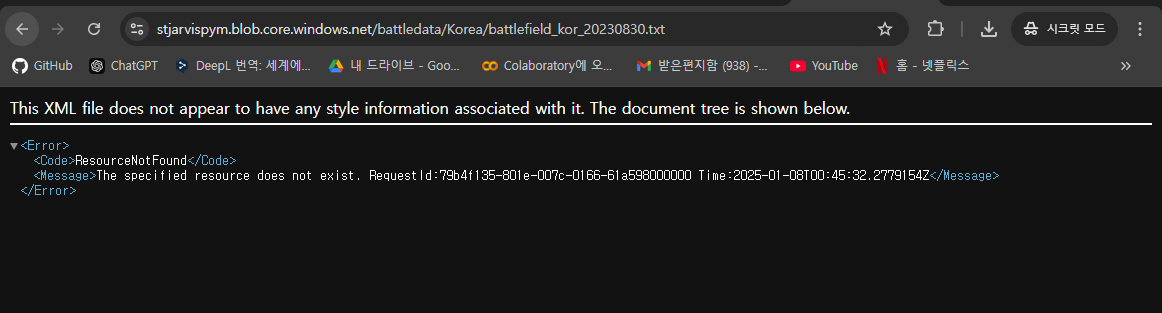 stjarvispym.blob.core.windows.net/battledata/Korea/battlefield_kor_20230830.txt
시크릿 모드
GitHub
ChatGPT
DeepL 번역: 세계에...
내 드라이브 - Goo...
Colaboratory에 오...
받은편지함 (938) - ...
YouTube
홈 - 넷플릭스
This XML file does not appear to have any style information associated with it. The document tree is shown below.
<Error>
<Code>ResourceNotFound</Code>
<Message>The specified resource does not exist. RequestId:79b4f135-801e-007c-0166-61a598000000 Time:2025-01-08T00:45:32.2779154Z</Message>
</Error>